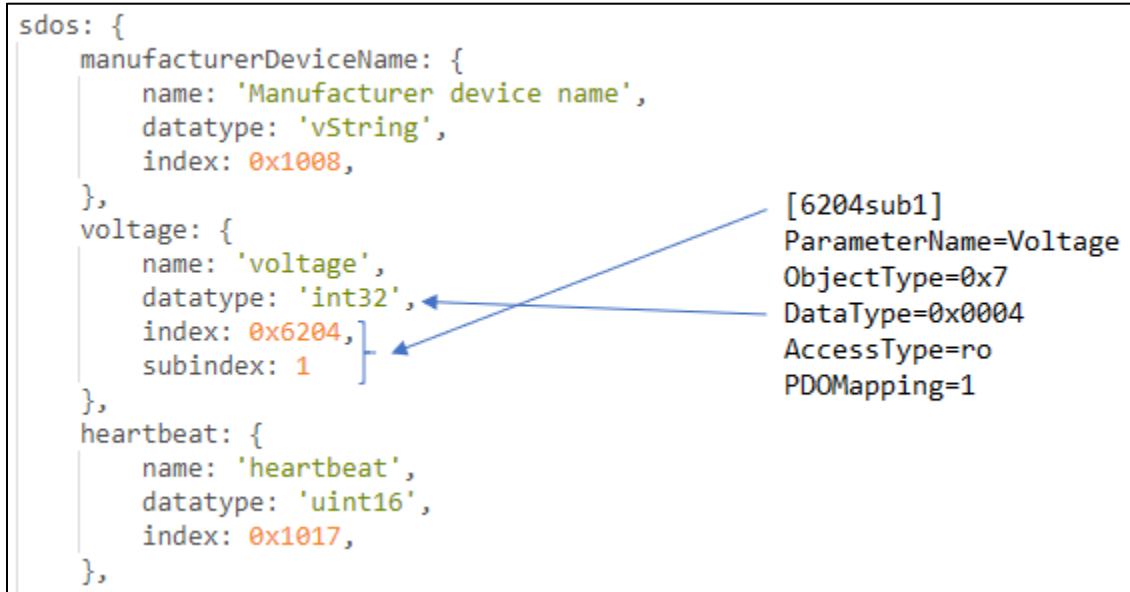 sdos: {
manufacturerDeviceName: {
name: 'Manufacturer device name',
datatype: 'vString',
index: 0x1008,
},
voltage: {
name: 'voltage',
datatype: 'int32',
index: 0x6204,
subindex: 1
},
heartbeat: {
name: 'heartbeat',
datatype: 'uint16',
index: 0x1017,
},
[6204sub1]
ParameterName=Voltage
ObjectType=0x7
DataType=0x0004
AccessType=ro
PDOMapping=1